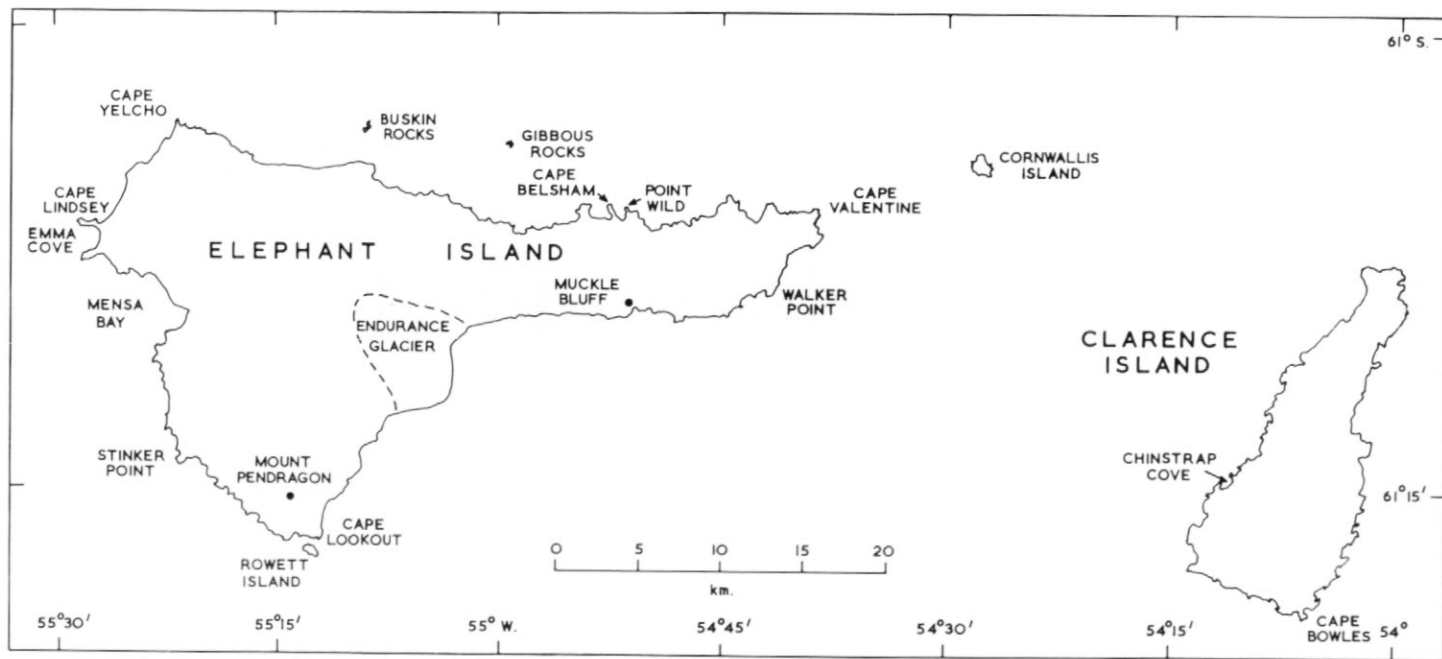 61° S.
CAPE
YELCHO
BUSKIN
ROCKS
GIBBOUS
ROCKS
CORNWALLIS
ISLAND
CAPE
BELSHAM
POINT
WILD
CAPE
LINDSEY
CAPE
VALENTINE
EMMA
COVE
ELEPHANT ISLAND
MENSA
BAY
MUCKLE
BLUFF
WALKER
POINT
ENDURANCE
GLACIER
CLARENCE
ISLAND
STINKER
POINT
MOUNT
PENDRAGON
CHINSTRAP
COVE
61° 15'
CAPE
LOOKOUT
ROWETT
ISLAND
0 5 10 15 20
km.
CAPE
BOWLES
55° 30' 55° 15' 55° W. 54° 45' 54° 30' 54° 15' 54°